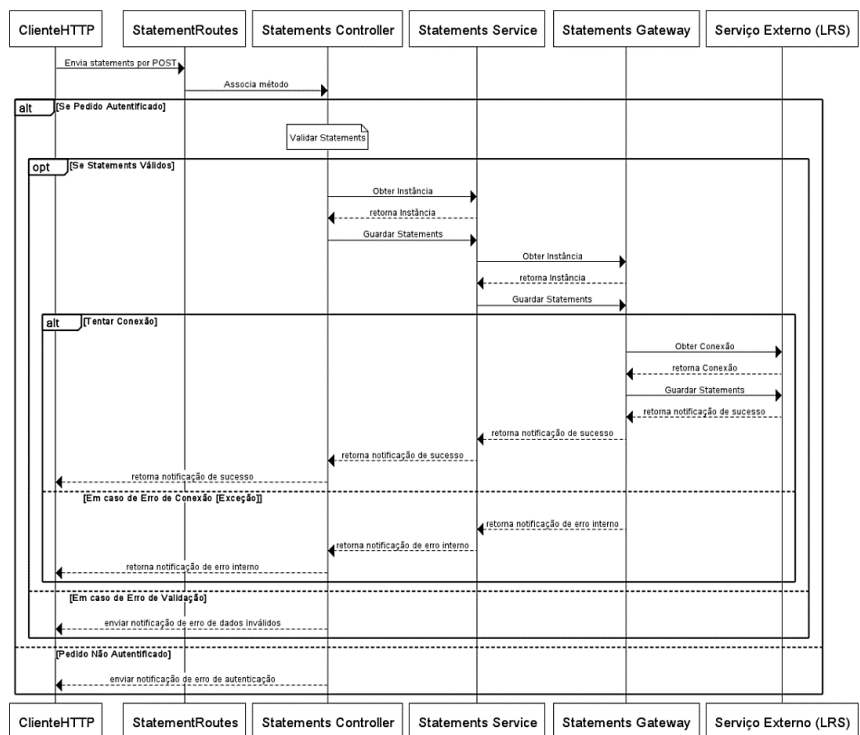 ClienteHTTP StatementRoutes Statements Controller Statements Service Statements Gateway Serviço Externo (LRS)
Envia statements por POST
Associa método
alt [Se Pedido Autentificado]
Validar Statements
opt [Se Statements Válidos]
Obter Instância
retorna Instância
Guardar Statements
Obter Instância
retorna Instância
Guardar Statements
alt [Tentar Conexão]
Obter Conexão
retorna Conexão
Guardar Statements
retorna notificação de sucesso
retorna notificação de sucesso
retorna notificação de sucesso
retorna notificação de sucesso
[Em caso de Erro de Conexão [Exceção]]
retorna notificação de erro interno
retorna notificação de erro interno
retorna notificação de erro interno
[Em caso de Erro de Validação]
enviar notificação de erro de dados inválidos
[Pedido Não Autentificado]
enviar notificação de erro de autenticação
ClienteHTTP StatementRoutes Statements Controller Statements Service Statements Gateway Serviço Externo (LRS)